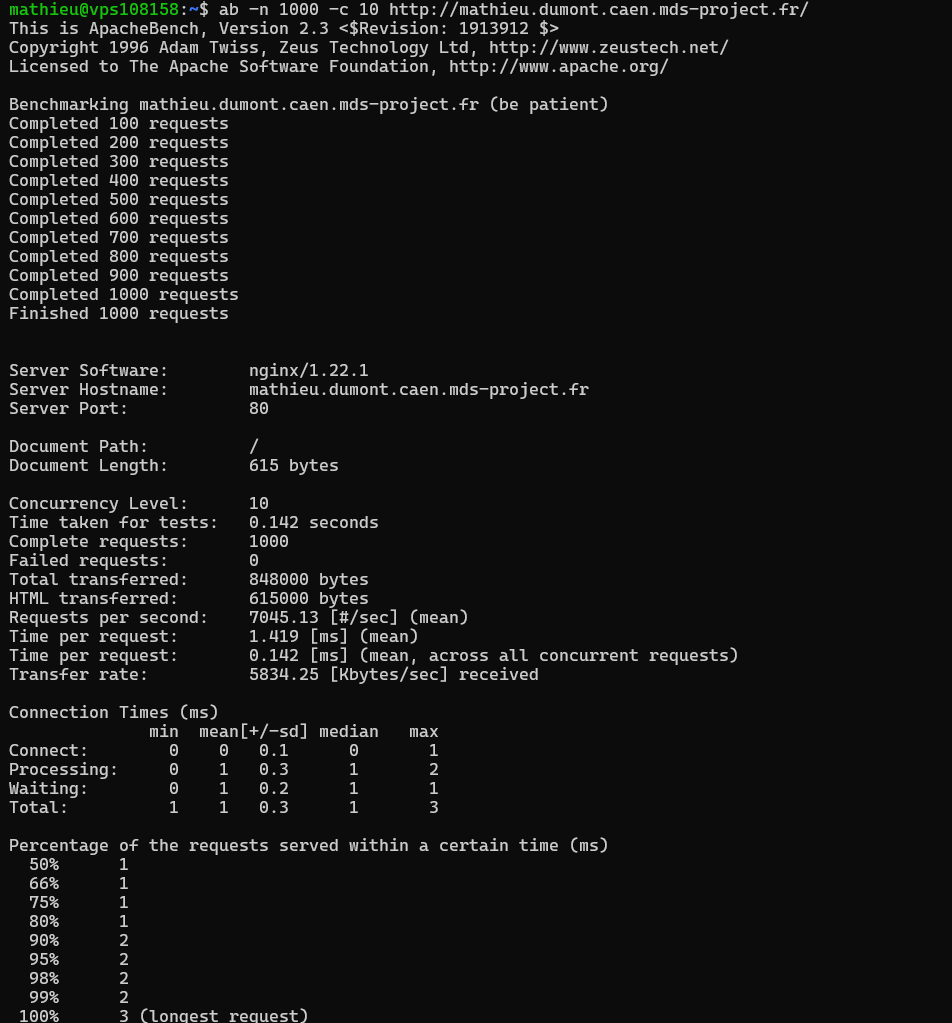 mathieu@vps108158:~$ ab -n 1000 -c 10 http://mathieu.dumont.caen.mds-project.fr/
This is ApacheBench, Version 2.3 <$Revision: 1913912 $>
Copyright 1996 Adam Twiss, Zeus Technology Ltd, http://www.zeustech.net/
Licensed to The Apache Software Foundation, http://www.apache.org/

Benchmarking mathieu.dumont.caen.mds-project.fr (be patient)
Completed 100 requests
Completed 200 requests
Completed 300 requests
Completed 400 requests
Completed 500 requests
Completed 600 requests
Completed 700 requests
Completed 800 requests
Completed 900 requests
Completed 1000 requests
Finished 1000 requests


Server Software:        nginx/1.22.1
Server Hostname:        mathieu.dumont.caen.mds-project.fr
Server Port:            80

Document Path:          /
Document Length:        615 bytes

Concurrency Level:      10
Time taken for tests:   0.142 seconds
Complete requests:      1000
Failed requests:        0
Total transferred:      848000 bytes
HTML transferred:       615000 bytes
Requests per second:    7045.13 [#/sec] (mean)
Time per request:       1.419 [ms] (mean)
Time per request:       0.142 [ms] (mean, across all concurrent requests)
Transfer rate:          5834.25 [Kbytes/sec] received

Connection Times (ms)
              min  mean[+/-sd] median   max
Connect:        0    0   0.1      0       1
Processing:     0    1   0.3      1       2
Waiting:        0    1   0.2      1       1
Total:          1    1   0.3      1       3

Percentage of the requests served within a certain time (ms)
  50%      1
  66%      1
  75%      1
  80%      1
  90%      2
  95%      2
  98%      2
  99%      2
 100%      3 (longest request)